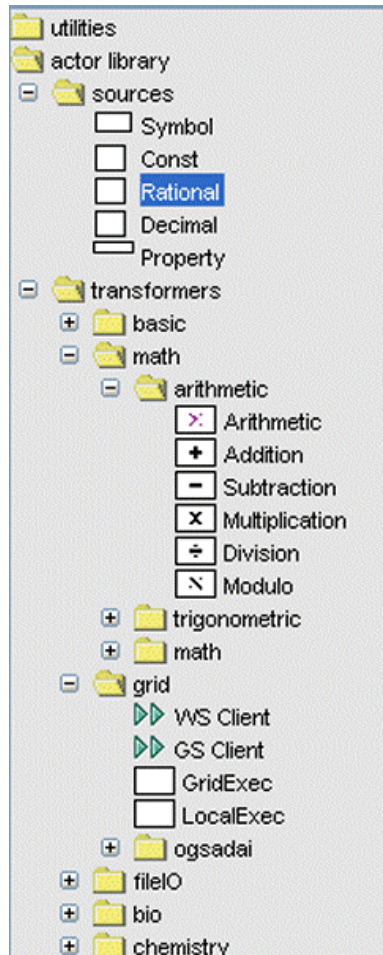 utilities
actor library
sources
Symbol
Const
Rational
Decimal
Property
transformers
basic
math
arithmetic
Arithmetic
Addition
Subtraction
Multiplication
Division
Modulo
trigonometric
math
grid
WS Client
GS Client
GridExec
LocalExec
ogsadai
fileIO
bio
chemistry